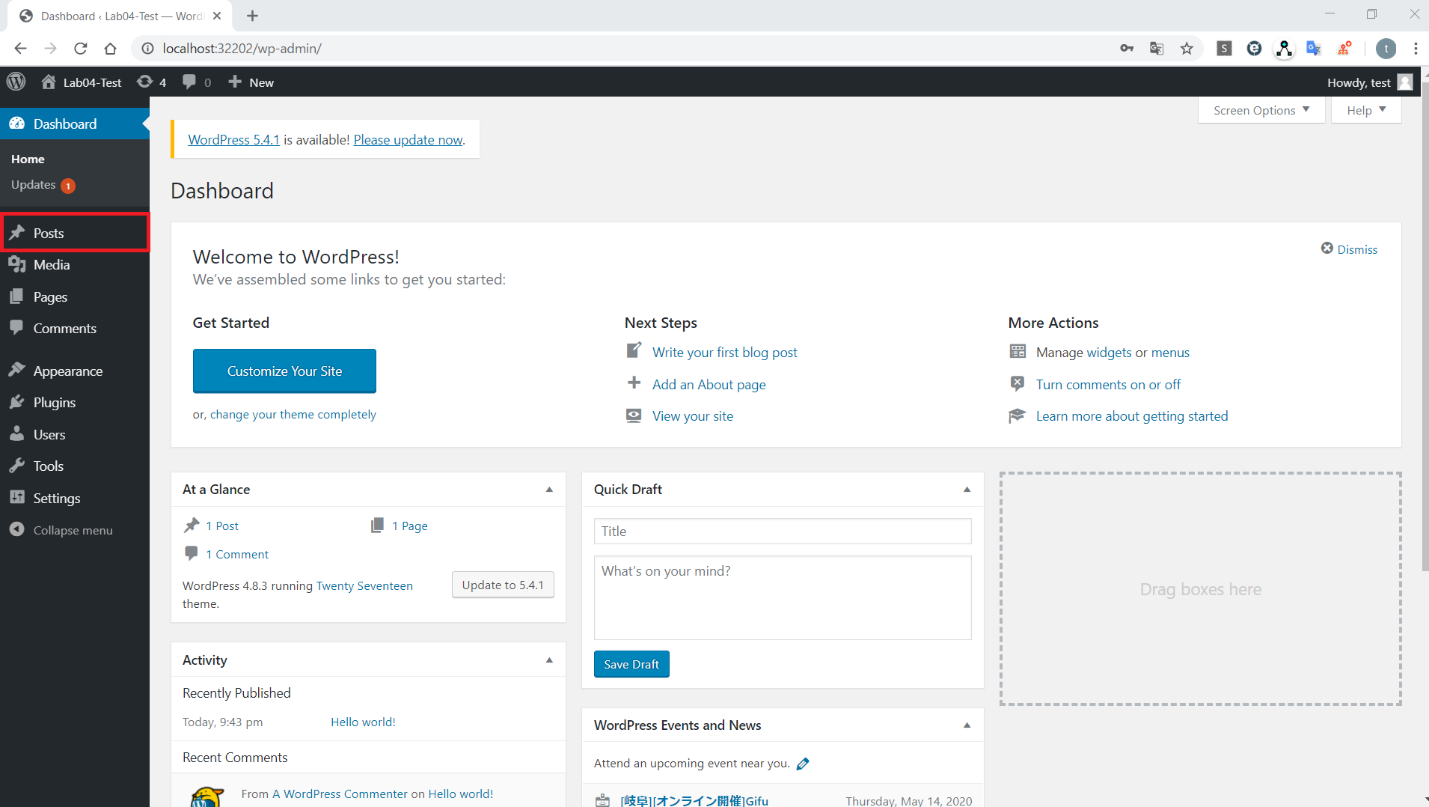 Dashboard ‹ Lab04-Test — Word
localhost:32202/wp-admin/
S
t
Lab04-Test 4 0 New
Howdy, test
Dashboard
Home
Updates 1
Posts
Media
Pages
Comments
Appearance
Plugins
Users
Tools
Settings
Collapse menu
Screen Options
Help
WordPress 5.4.1 is available! Please update now.
Dashboard
Welcome to WordPress!
We've assembled some links to get you started:
Dismiss
Get Started
Customize Your Site
or, change your theme completely
Next Steps
Write your first blog post
Add an About page
View your site
More Actions
Manage widgets or menus
Turn comments on or off
Learn more about getting started
At a Glance
1 Post
1 Page
1 Comment
WordPress 4.8.3 running Twenty Seventeen
theme.
Update to 5.4.1
Activity
Recently Published
Today, 9:43 pm
Hello world!
Recent Comments
From A WordPress Commenter on Hello world!
Quick Draft
Title
What's on your mind?
Save Draft
WordPress Events and News
Attend an upcoming event near you.
[岐阜][オンライン開催]Gifu
Thursday, May 14, 2020
Drag boxes here